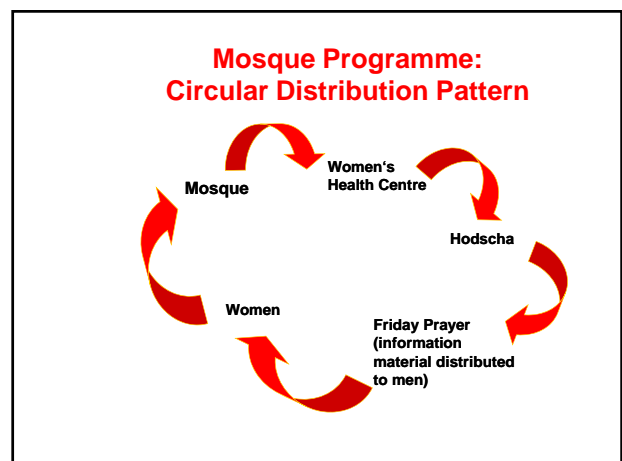 Mosque Programme:
Circular Distribution Pattern
Mosque
Women‘s
Health Centre
Hodscha
Friday Prayer
(information
material distributed
to men)
Women